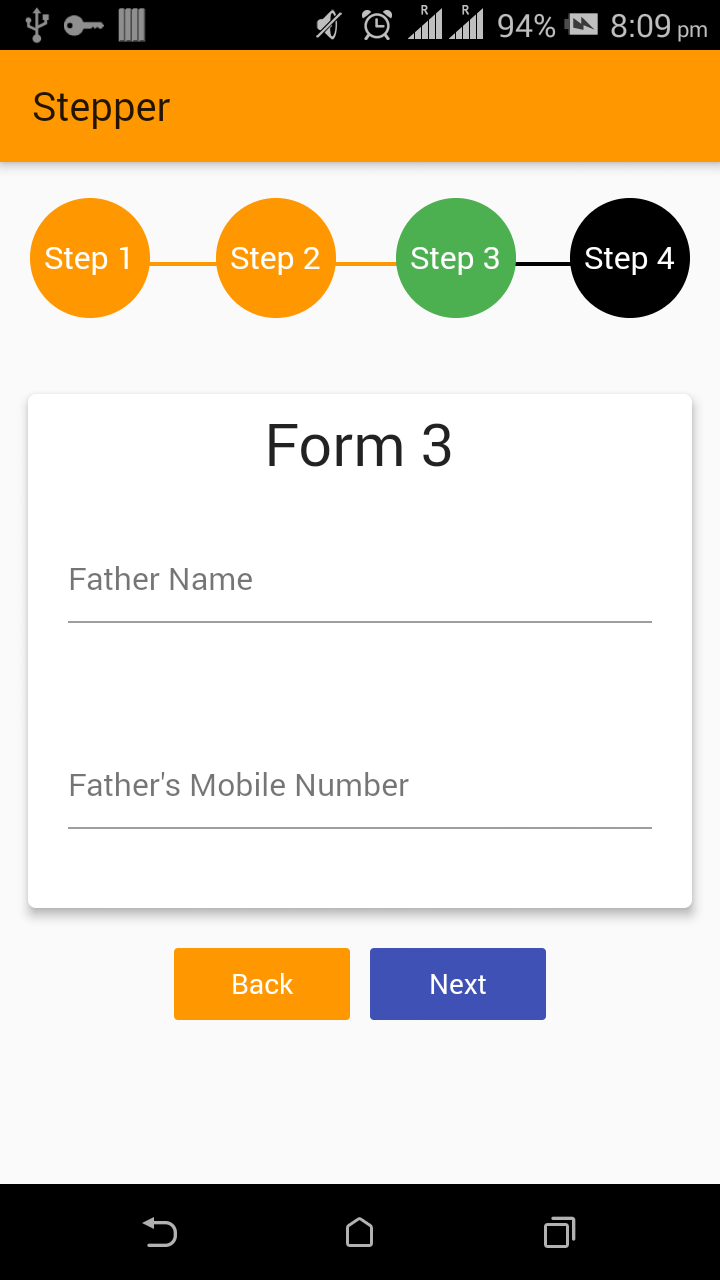 R R 94% 8:09 pm
Stepper
Step 1 Step 2 Step 3 Step 4
Form 3
Father Name
Father's Mobile Number
Back Next